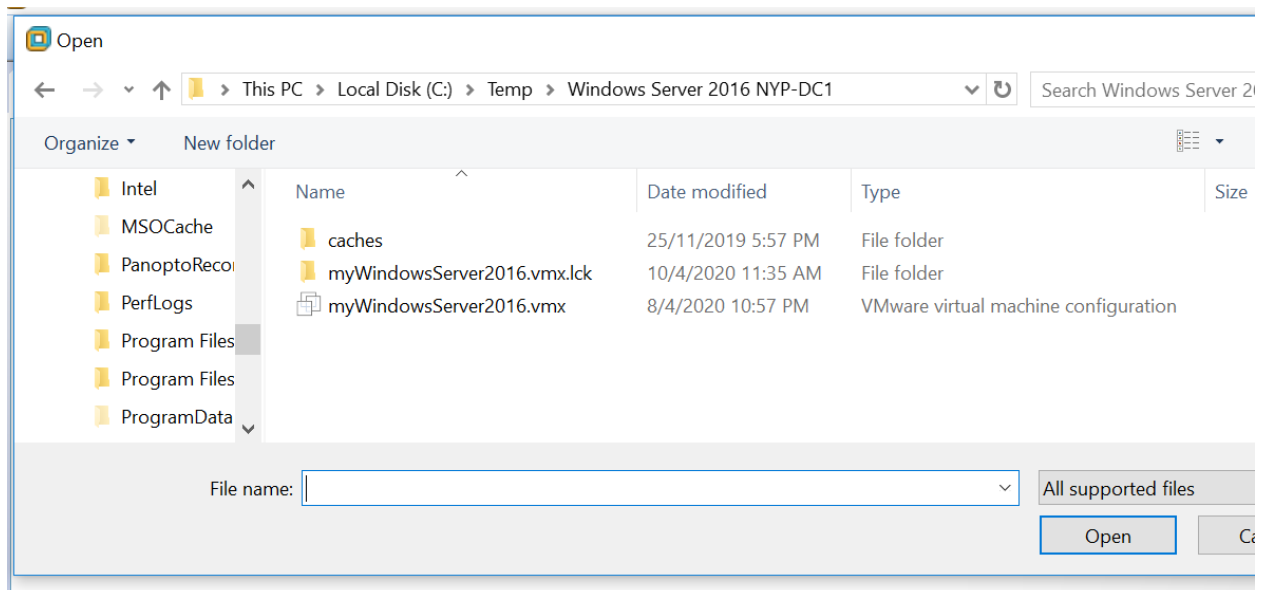 Open
This PC > Local Disk (C:) > Temp > Windows Server 2016 NYP-DC1
Search Windows Server
Organize
New folder
Name
Date modified
Type
Size
Intel
MSOCache
PanoptoRecor
PerfLogs
Program Files
Program Files
ProgramData
caches 25/11/2019 5:57 PM File folder
myWindowsServer2016.vmx.lck 10/4/2020 11:35 AM File folder
myWindowsServer2016.vmx 8/4/2020 10:57 PM VMware virtual machine configuration
File name:
All supported files
Open